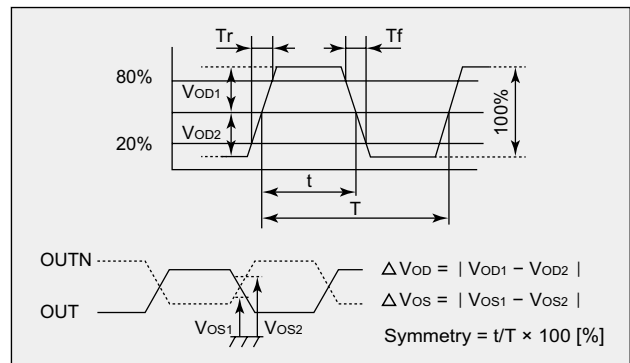 Tr Tf
80%
VOD1
VOD2
20%
100%
t
T
OUTN
OUT
VOS1 VOS2
△VOD = | VOD1 − VOD2 |
△VOS = | VOS1 − VOS2 |
Symmetry = t/T × 100 [%]